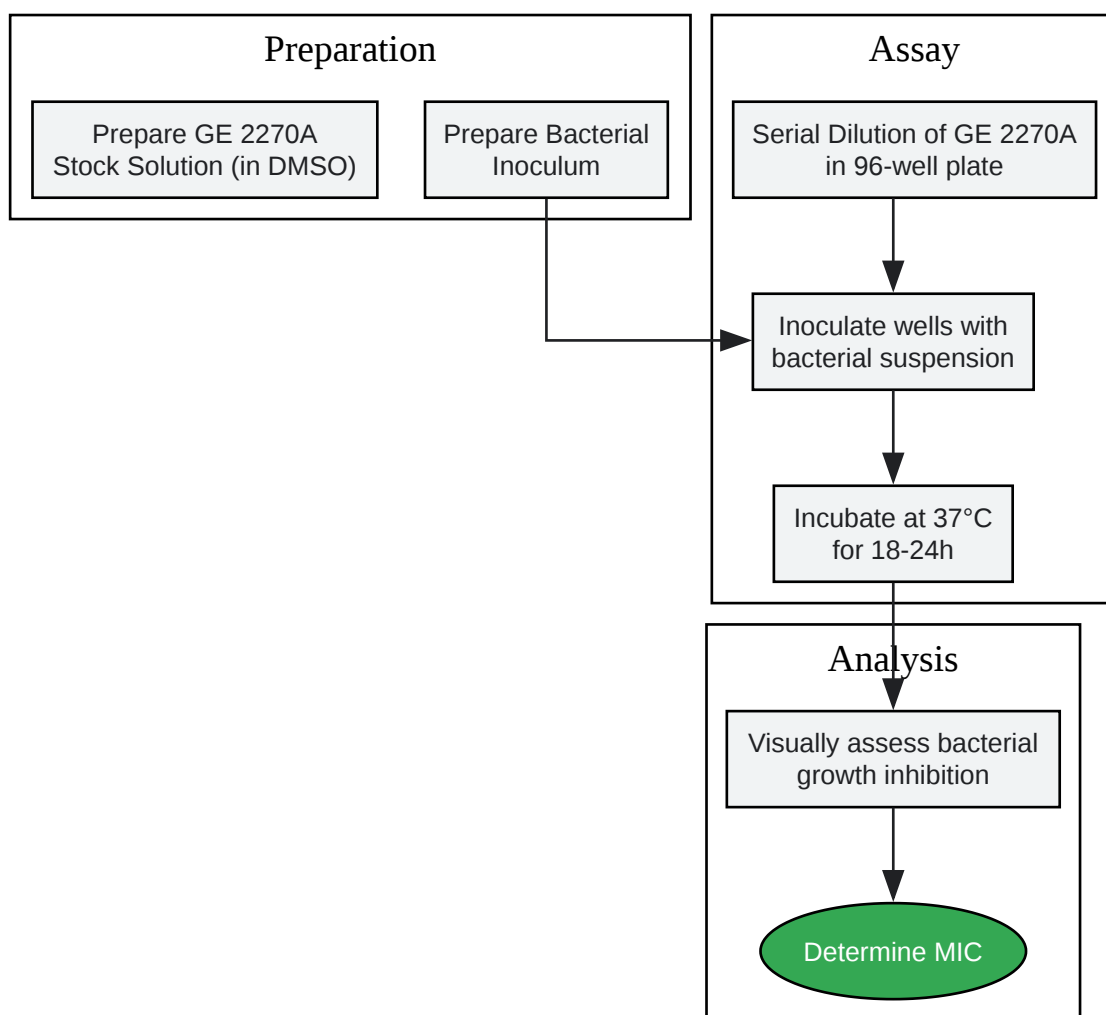 Preparation
Prepare GE 2270A
Stock Solution (in DMSO)
Prepare Bacterial
Inoculum
Assay
Serial Dilution of GE 2270A
in 96-well plate
Inoculate wells with
bacterial suspension
Incubate at 37°C
for 18-24h
Analysis
Visually assess bacterial
growth inhibition
Determine MIC